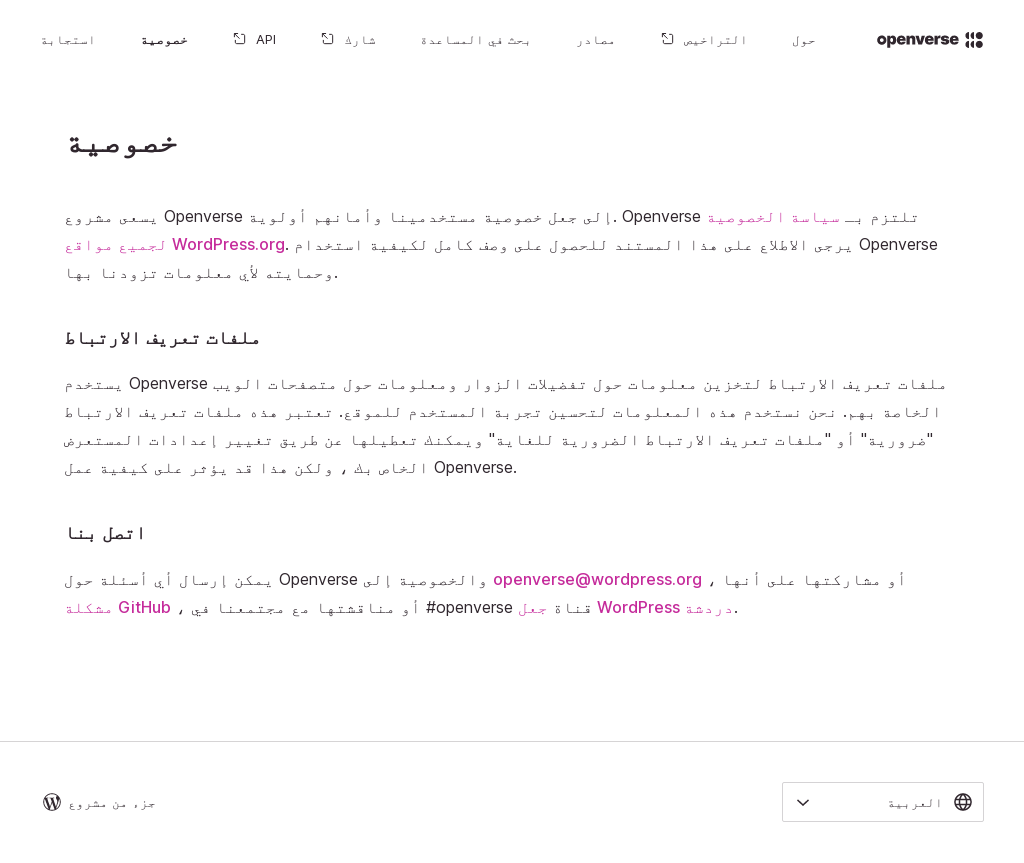 openverse
حول
التراخيص
مصادر
بحث في المساعدة
شارك
API
خصوصية
استجابة
خصوصية
يسعى مشروع Openverse إلى جعل خصوصية مستخدمينا وأمانهم أولوية. Openverse تلتزم بـ سياسة الخصوصية
لجميع مواقع WordPress.org. يرجى الاطلاع على هذا المستند للحصول على وصف كامل لكيفية استخدام Openverse
وحمايته لأي معلومات تزودنا بها.
ملفات تعريف الارتباط
يستخدم Openverse ملفات تعريف الارتباط لتخزين معلومات حول تفضيلات الزوار ومعلومات حول متصفحات الويب
الخاصة بهم. نحن نستخدم هذه المعلومات لتحسين تجربة المستخدم للموقع. تعتبر هذه ملفات تعريف الارتباط
"ضرورية" أو "ملفات تعريف الارتباط الضرورية للغاية" ويمكنك تعطيلها عن طريق تغيير إعدادات المستعرض
الخاص بك ، ولكن هذا قد يؤثر على كيفية عمل Openverse.
اتصل بنا
يمكن إرسال أي أسئلة حول Openverse والخصوصية إلى openverse@wordpress.org ، أو مشاركتها على أنها
مشكلة GitHub ، أو مناقشتها مع مجتمعنا في #openverse قناة جعل WordPress دردشة.
العربية
جزء من مشروع